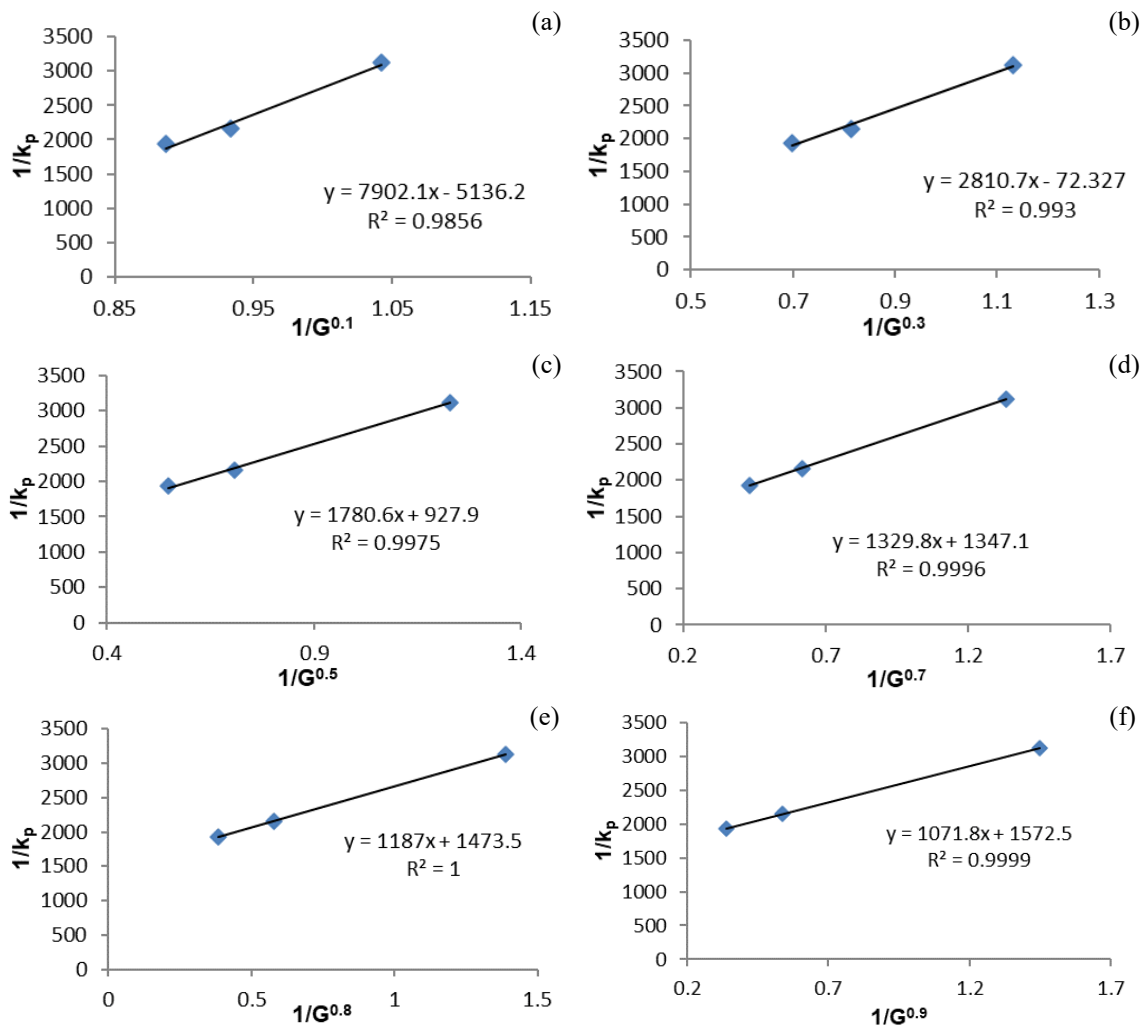 (a)
3500
3000
2500
2000
1500
1000
500
0
1/kp
y = 7902.1x - 5136.2
R² = 0.9856
0.85 0.95 1.05 1.15
1/G^0.1
(b)
3500
3000
2500
2000
1500
1000
500
0
1/kp
y = 2810.7x - 72.327
R² = 0.993
0.5 0.7 0.9 1.1 1.3
1/G^0.3
(c)
3500
3000
2500
2000
1500
1000
500
0
1/kp
y = 1780.6x + 927.9
R² = 0.9975
0.4 0.9 1.4
1/G^0.5
(d)
3500
3000
2500
2000
1500
1000
500
0
1/kp
y = 1329.8x + 1347.1
R² = 0.9996
0.2 0.7 1.2 1.7
1/G^0.7
(e)
3500
3000
2500
2000
1500
1000
500
0
1/kp
y = 1187x + 1473.5
R² = 1
0 0.5 1 1.5
1/G^0.8
(f)
3500
3000
2500
2000
1500
1000
500
0
1/kp
y = 1071.8x + 1572.5
R² = 0.9999
0.2 0.7 1.2 1.7
1/G^0.9